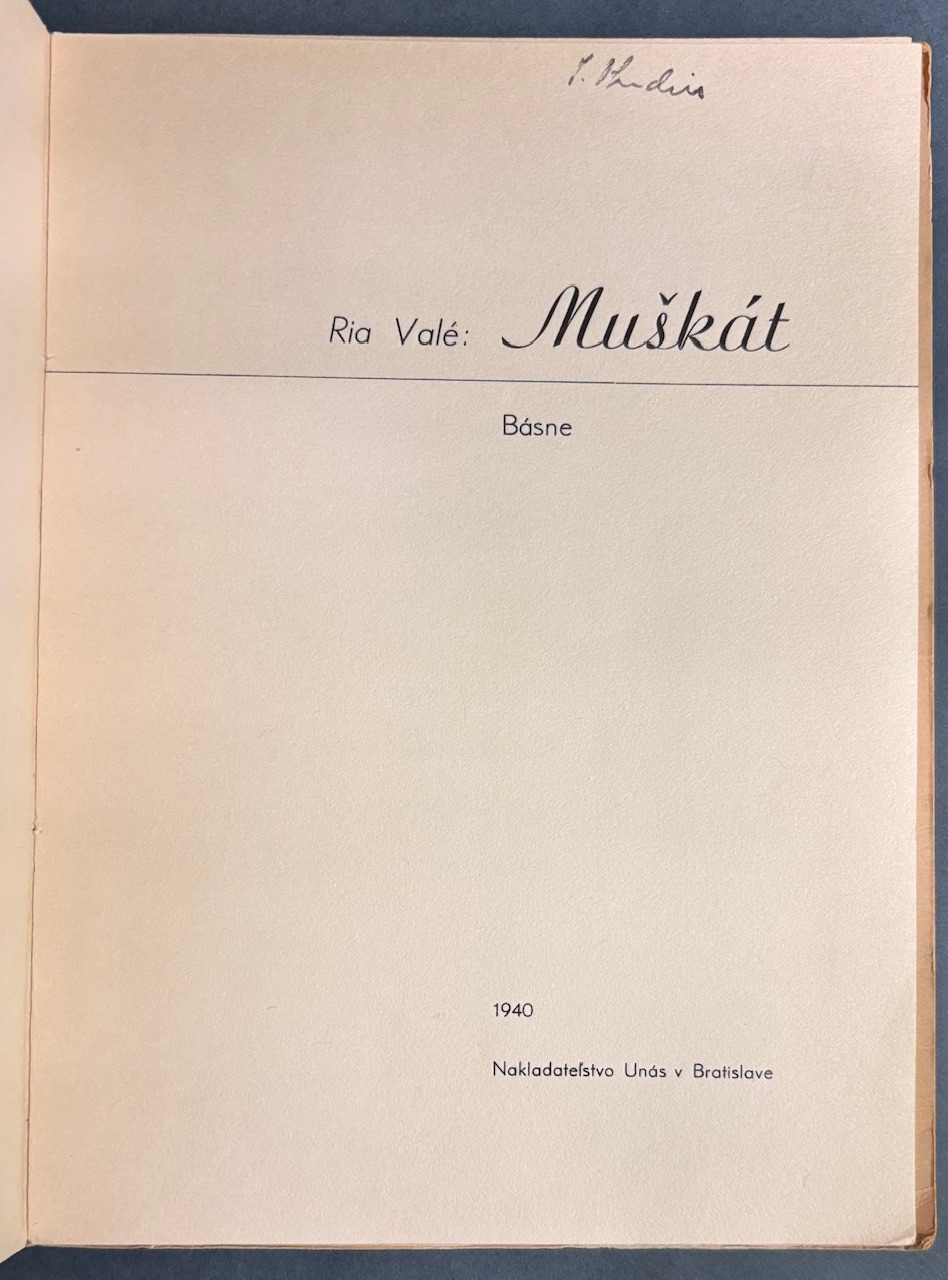 Ria Valé: Muškát
Básne
1940
Nakladateľstvo Unás v Bratislave